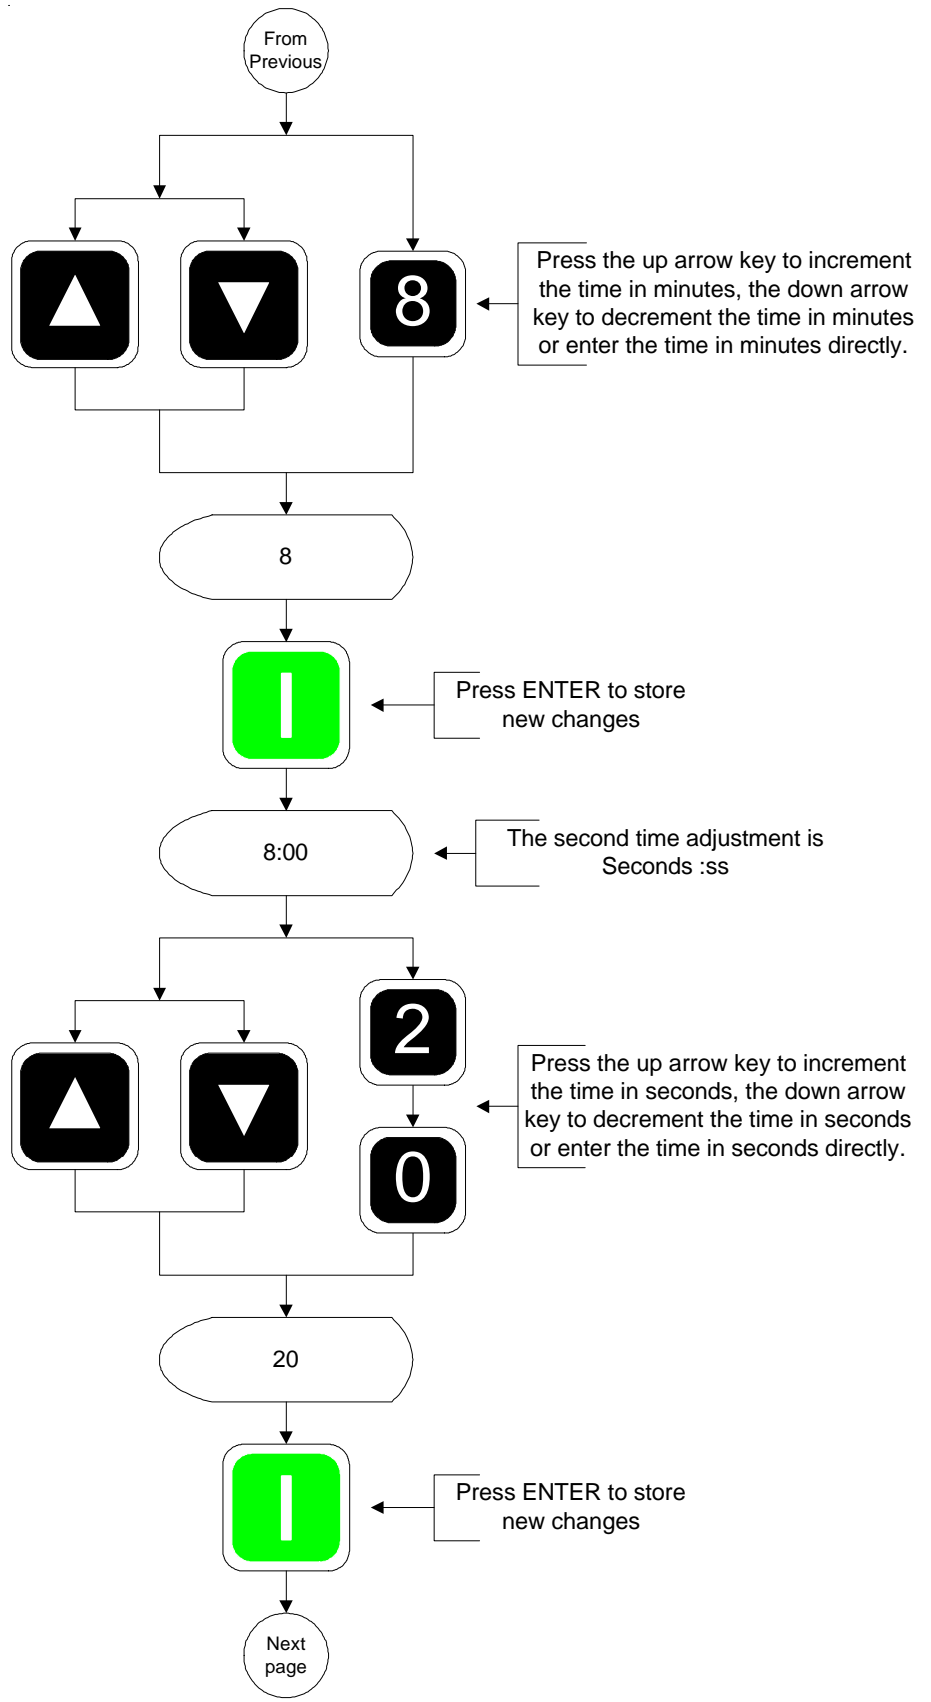 From
Previous
8
Press the up arrow key to increment
the time in minutes, the down arrow
key to decrement the time in minutes
or enter the time in minutes directly.
8
Press ENTER to store
new changes
8:00
The second time adjustment is
Seconds :ss
2
0
Press the up arrow key to increment
the time in seconds, the down arrow
key to decrement the time in seconds
or enter the time in seconds directly.
20
Press ENTER to store
new changes
Next
page